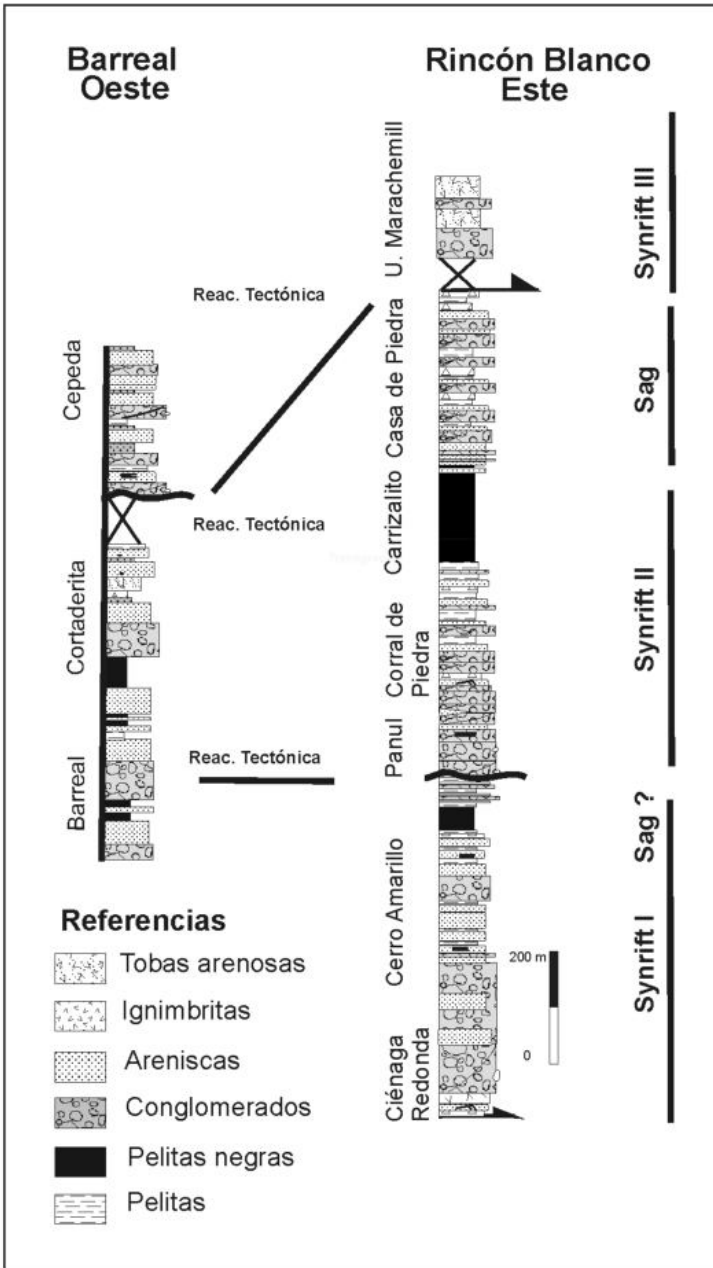 Barreal
Oeste
Rincón Blanco
Este
Cepeda
Cortaderita
Barreal
Reac. Tectónica
Reac. Tectónica
Reac. Tectónica
U. Marachemill
Casa de Piedra
Carrizalito
Corral de
Piedra
Panul
Cerro Amarillo
Ciénaga
Redonda
Synrift III
Sag
Synrift II
Sag ?
Synrift I
200 m
0
Referencias
Tobas arenosas
Ignimbritas
Areniscas
Conglomerados
Pelitas negras
Pelitas